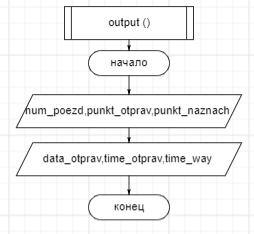 output ()
начало
num_poezd,punkt_otprav,punkt_naznach
data_otprav,time_otprav,time_way
конец